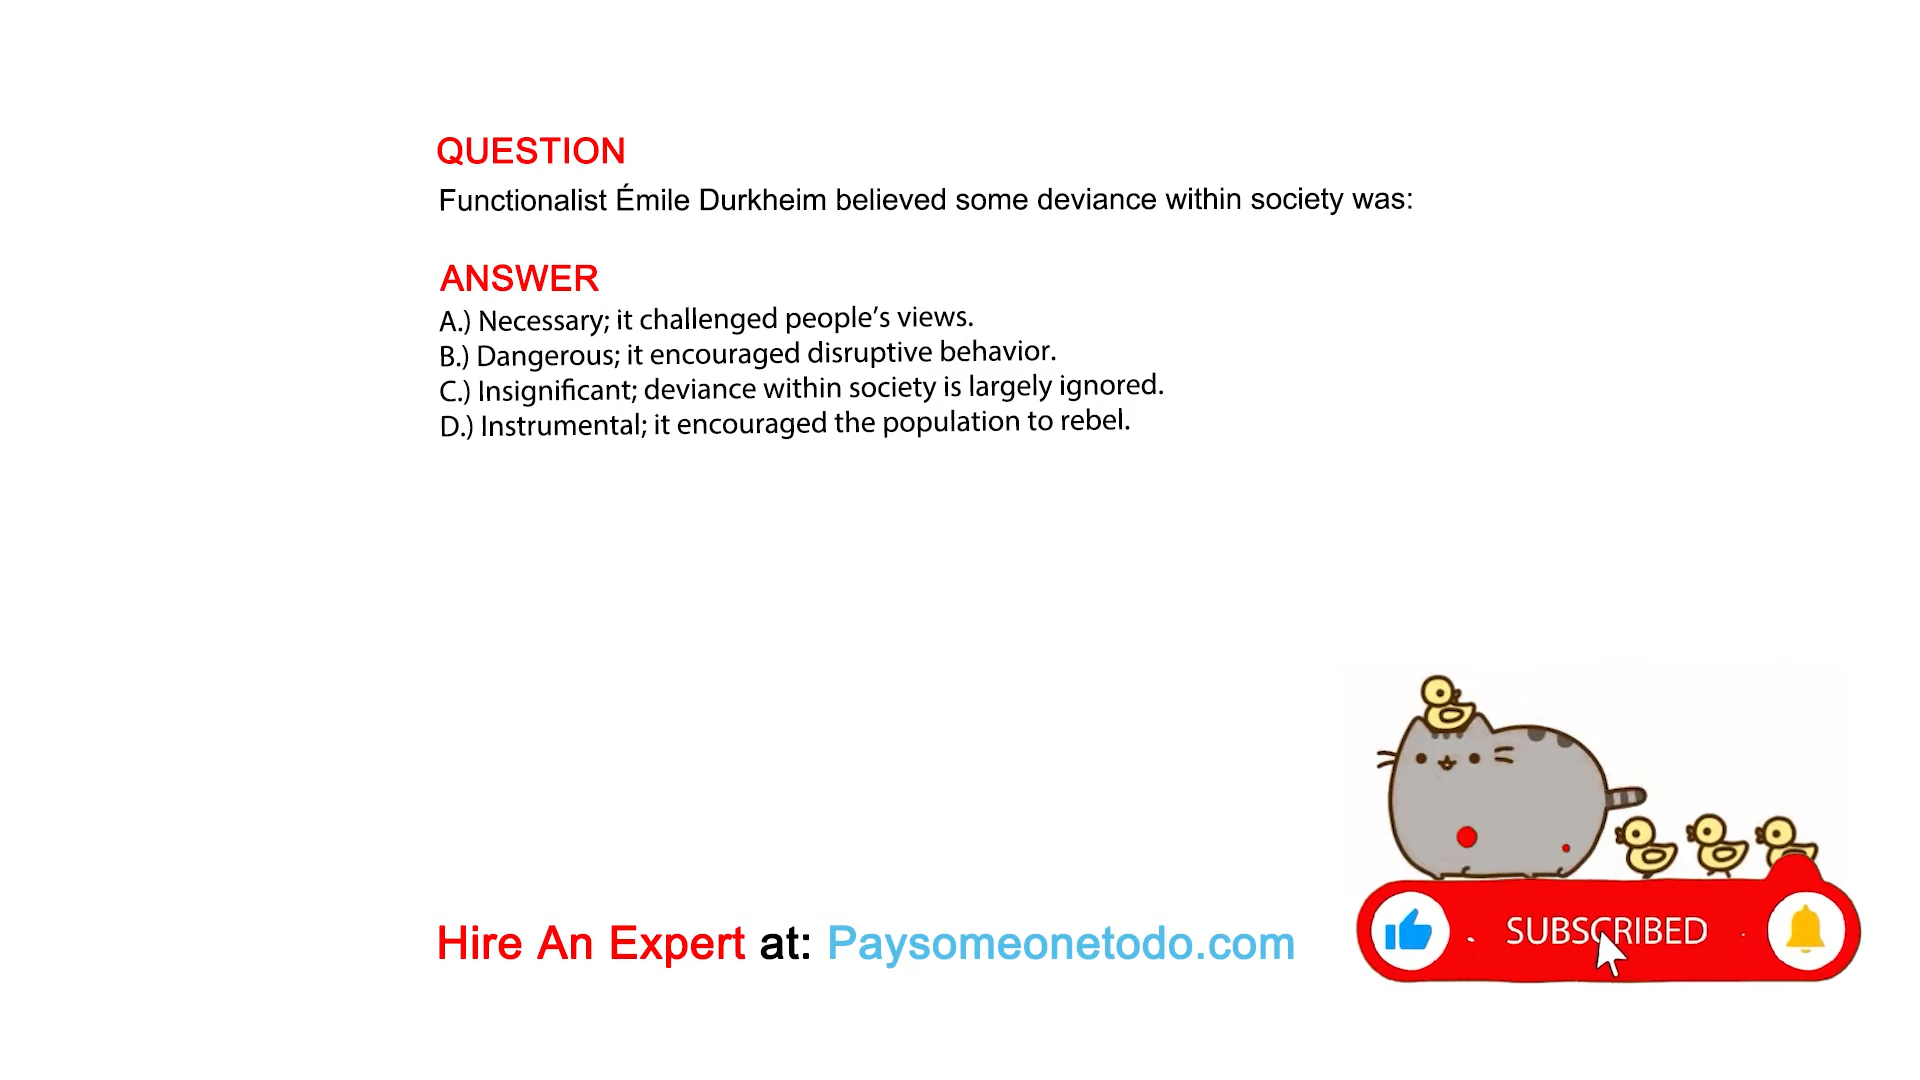 QUESTION
Functionalist Émile Durkheim believed some deviance within society was:
ANSWER
A.) Necessary; it challenged people’s views.
B.) Dangerous; it encouraged disruptive behavior.
C.) Insignificant; deviance within society is largely ignored.
D.) Instrumental; it encouraged the population to rebel.
Hire An Expert at: Paysomeonetodo.com
SUBSCRIBED